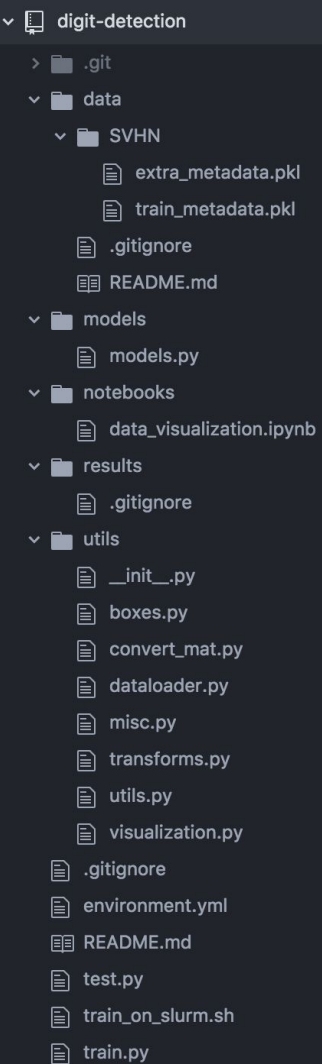 digit-detection
.git
data
SVHN
extra_metadata.pkl
train_metadata.pkl
.gitignore
README.md
models
models.py
notebooks
data_visualization.ipynb
results
.gitignore
utils
__init__.py
boxes.py
convert_mat.py
dataloader.py
misc.py
transforms.py
utils.py
visualization.py
.gitignore
environment.yml
README.md
test.py
train_on_slurm.sh
train.py